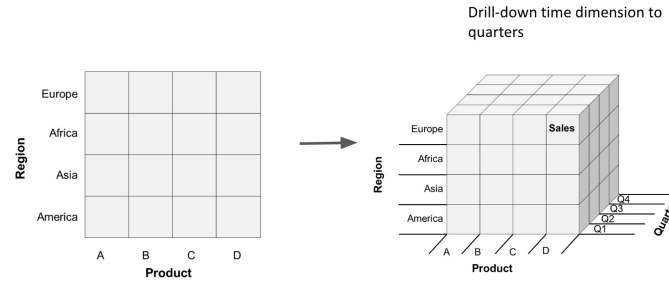 Drill-down time dimension to
quarters
Region
Europe
Africa
Asia
America
A B C D
Product
Region
Europe
Africa
Asia
America
Sales
A B C D
Product
Q4
Q3
Q2
Q1